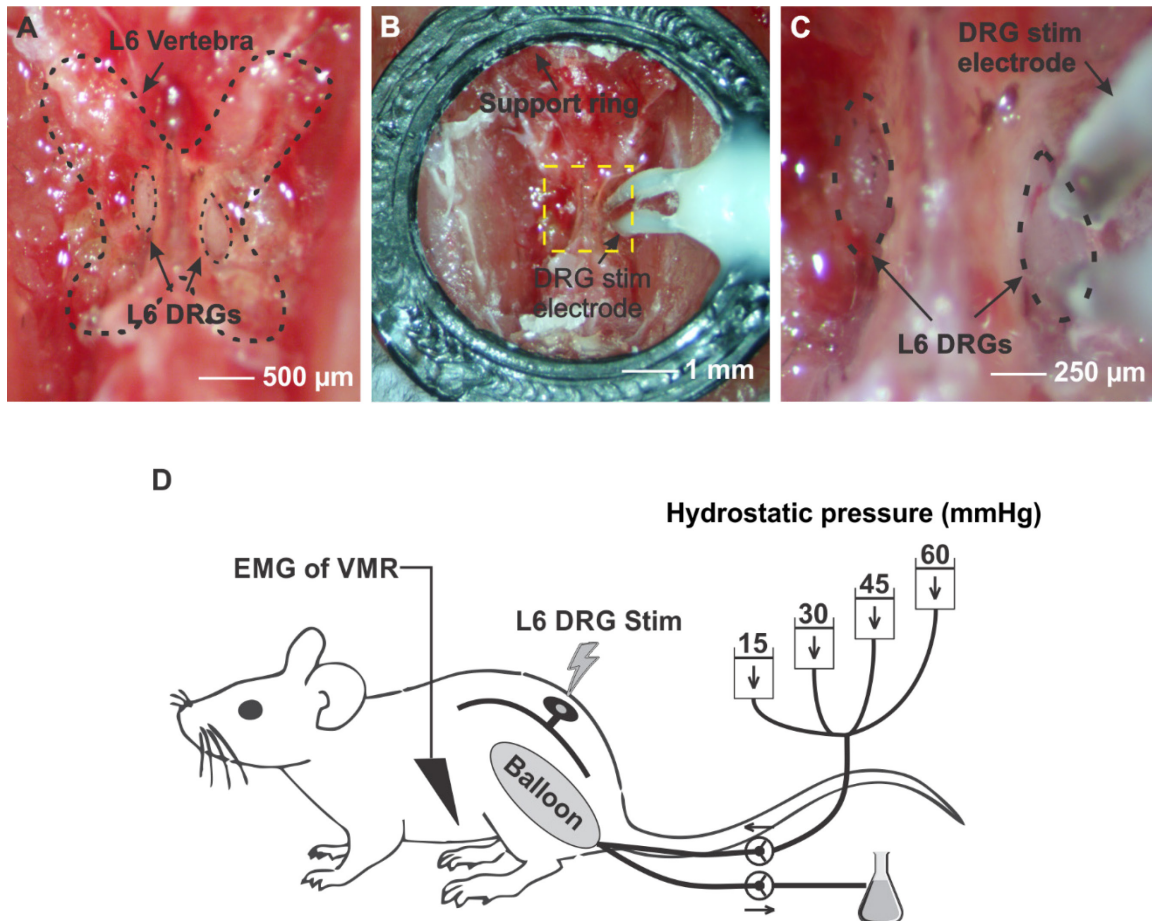 A
L6 Vertebra
L6 DRGs
500 µm
B
Support ring
DRG stim
electrode
1 mm
C
DRG stim
electrode
L6 DRGs
250 µm
D
Hydrostatic pressure (mmHg)
EMG of VMR
L6 DRG Stim
15
30
45
60
Balloon